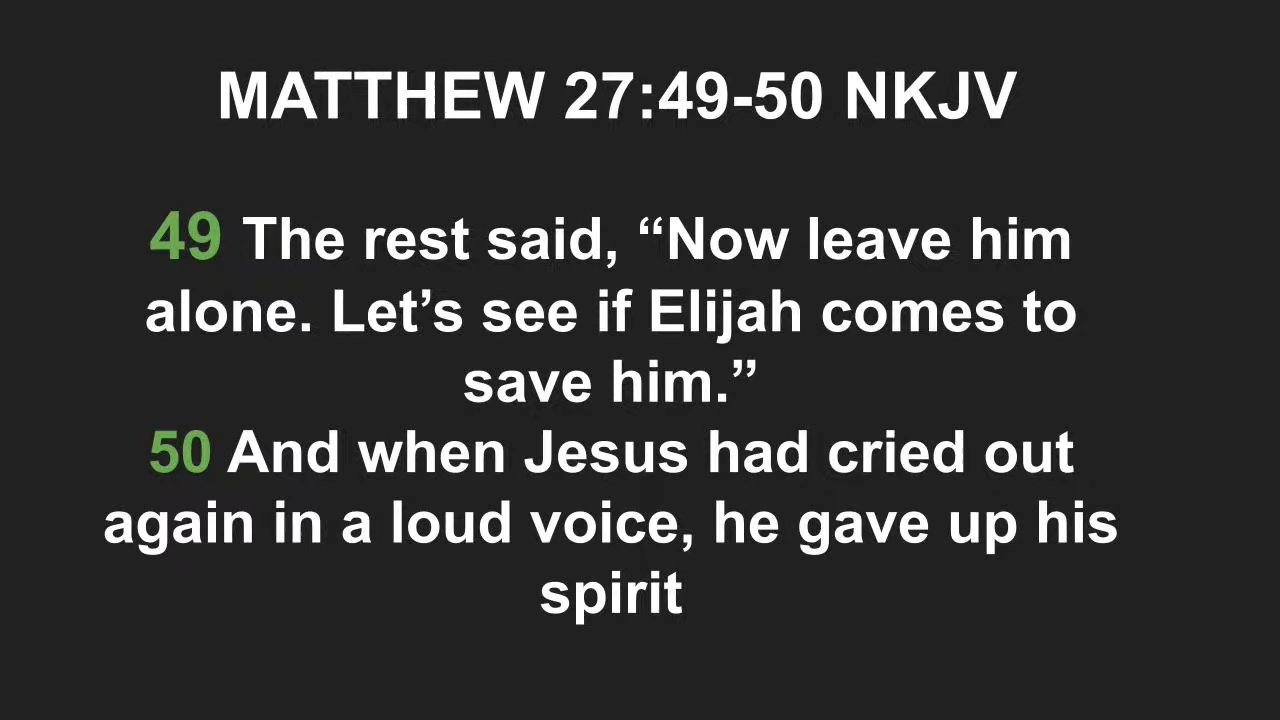 MATTHEW 27:49-50 NKJV
49 The rest said, “Now leave him
alone. Let’s see if Elijah comes to
save him.”
50 And when Jesus had cried out
again in a loud voice, he gave up his
spirit